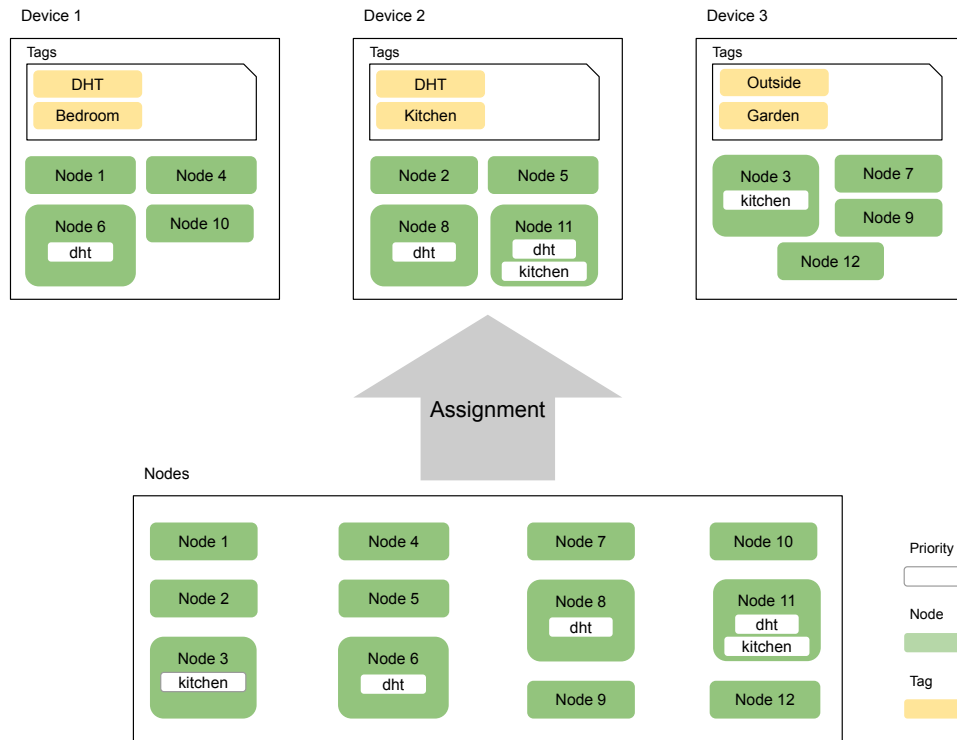 Device 1
Device 2
Device 3
Tags
DHT
Bedroom
Node 1
Node 4
Node 6
dht
Node 10
Tags
DHT
Kitchen
Node 2
Node 5
Node 8
dht
Node 11
dht
kitchen
Tags
Outside
Garden
Node 3
kitchen
Node 7
Node 9
Node 12
Assignment
Nodes
Node 1
Node 4
Node 7
Node 10
Node 2
Node 5
Node 8
dht
Node 11
dht
kitchen
Node 3
kitchen
Node 6
dht
Node 9
Node 12
Priority
Node
Tag